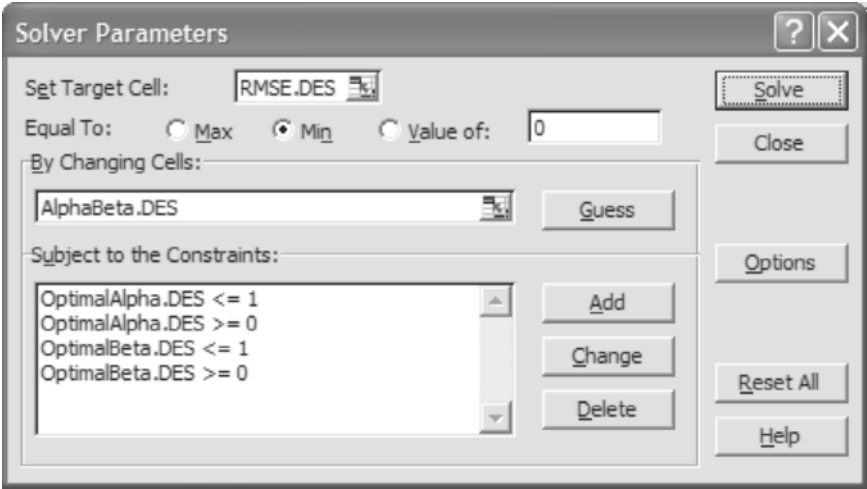 Solver Parameters
Set Target Cell: RMSE.DES
Solve
Equal To: Max Min Value of: 0
Close
By Changing Cells:
AlphaBeta.DES
Guess
Subject to the Constraints:
Options
OptimalAlpha.DES <= 1
OptimalAlpha.DES >= 0
OptimalBeta.DES <= 1
OptimalBeta.DES >= 0
Add
Change
Delete
Reset All
Help